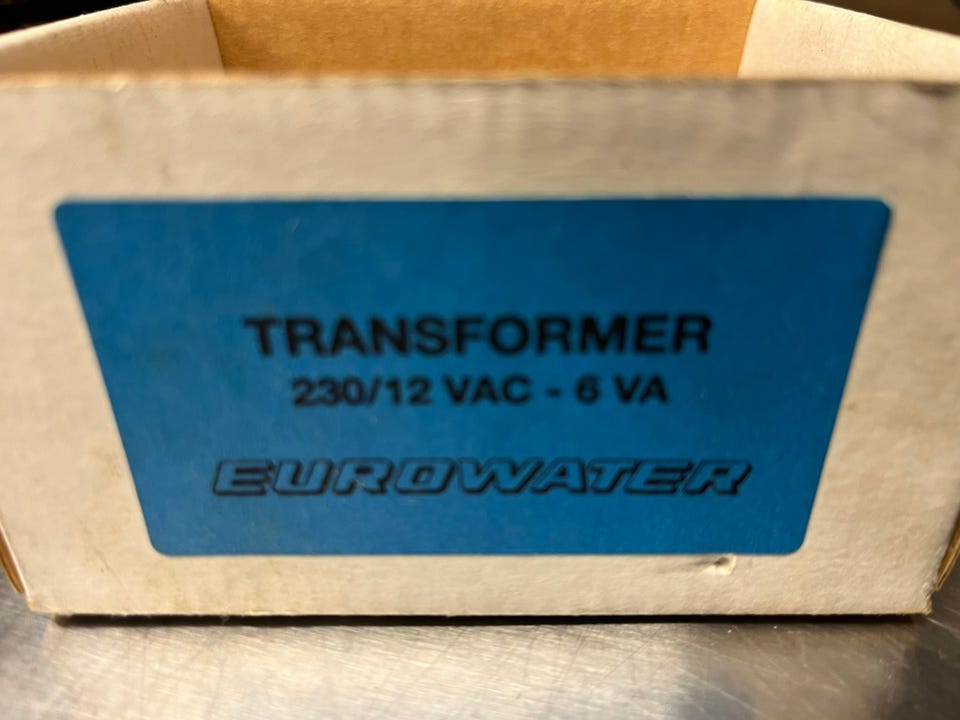 TRANSFORMER
230/12 VAC - 6 VA
EUROWATER